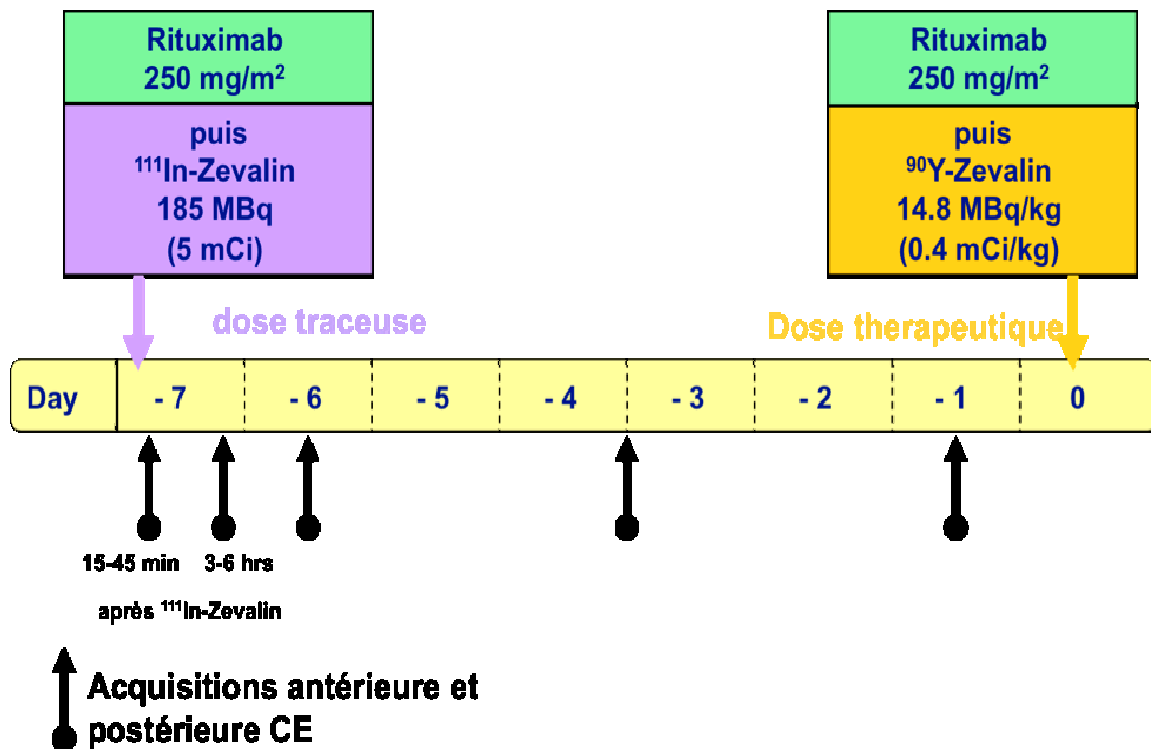 Rituximab
250 mg/m²
puis
¹¹¹In-Zevalin
185 MBq
(5 mCi)
Rituximab
250 mg/m²
puis
⁹⁰Y-Zevalin
14.8 MBq/kg
(0.4 mCi/kg)
dose traceuse
Dose therapeutique
Day - 7 - 6 - 5 - 4 - 3 - 2 - 1 0
15-45 min 3-6 hrs
après ¹¹¹In-Zevalin
Acquisitions antérieure et
postérieure CE